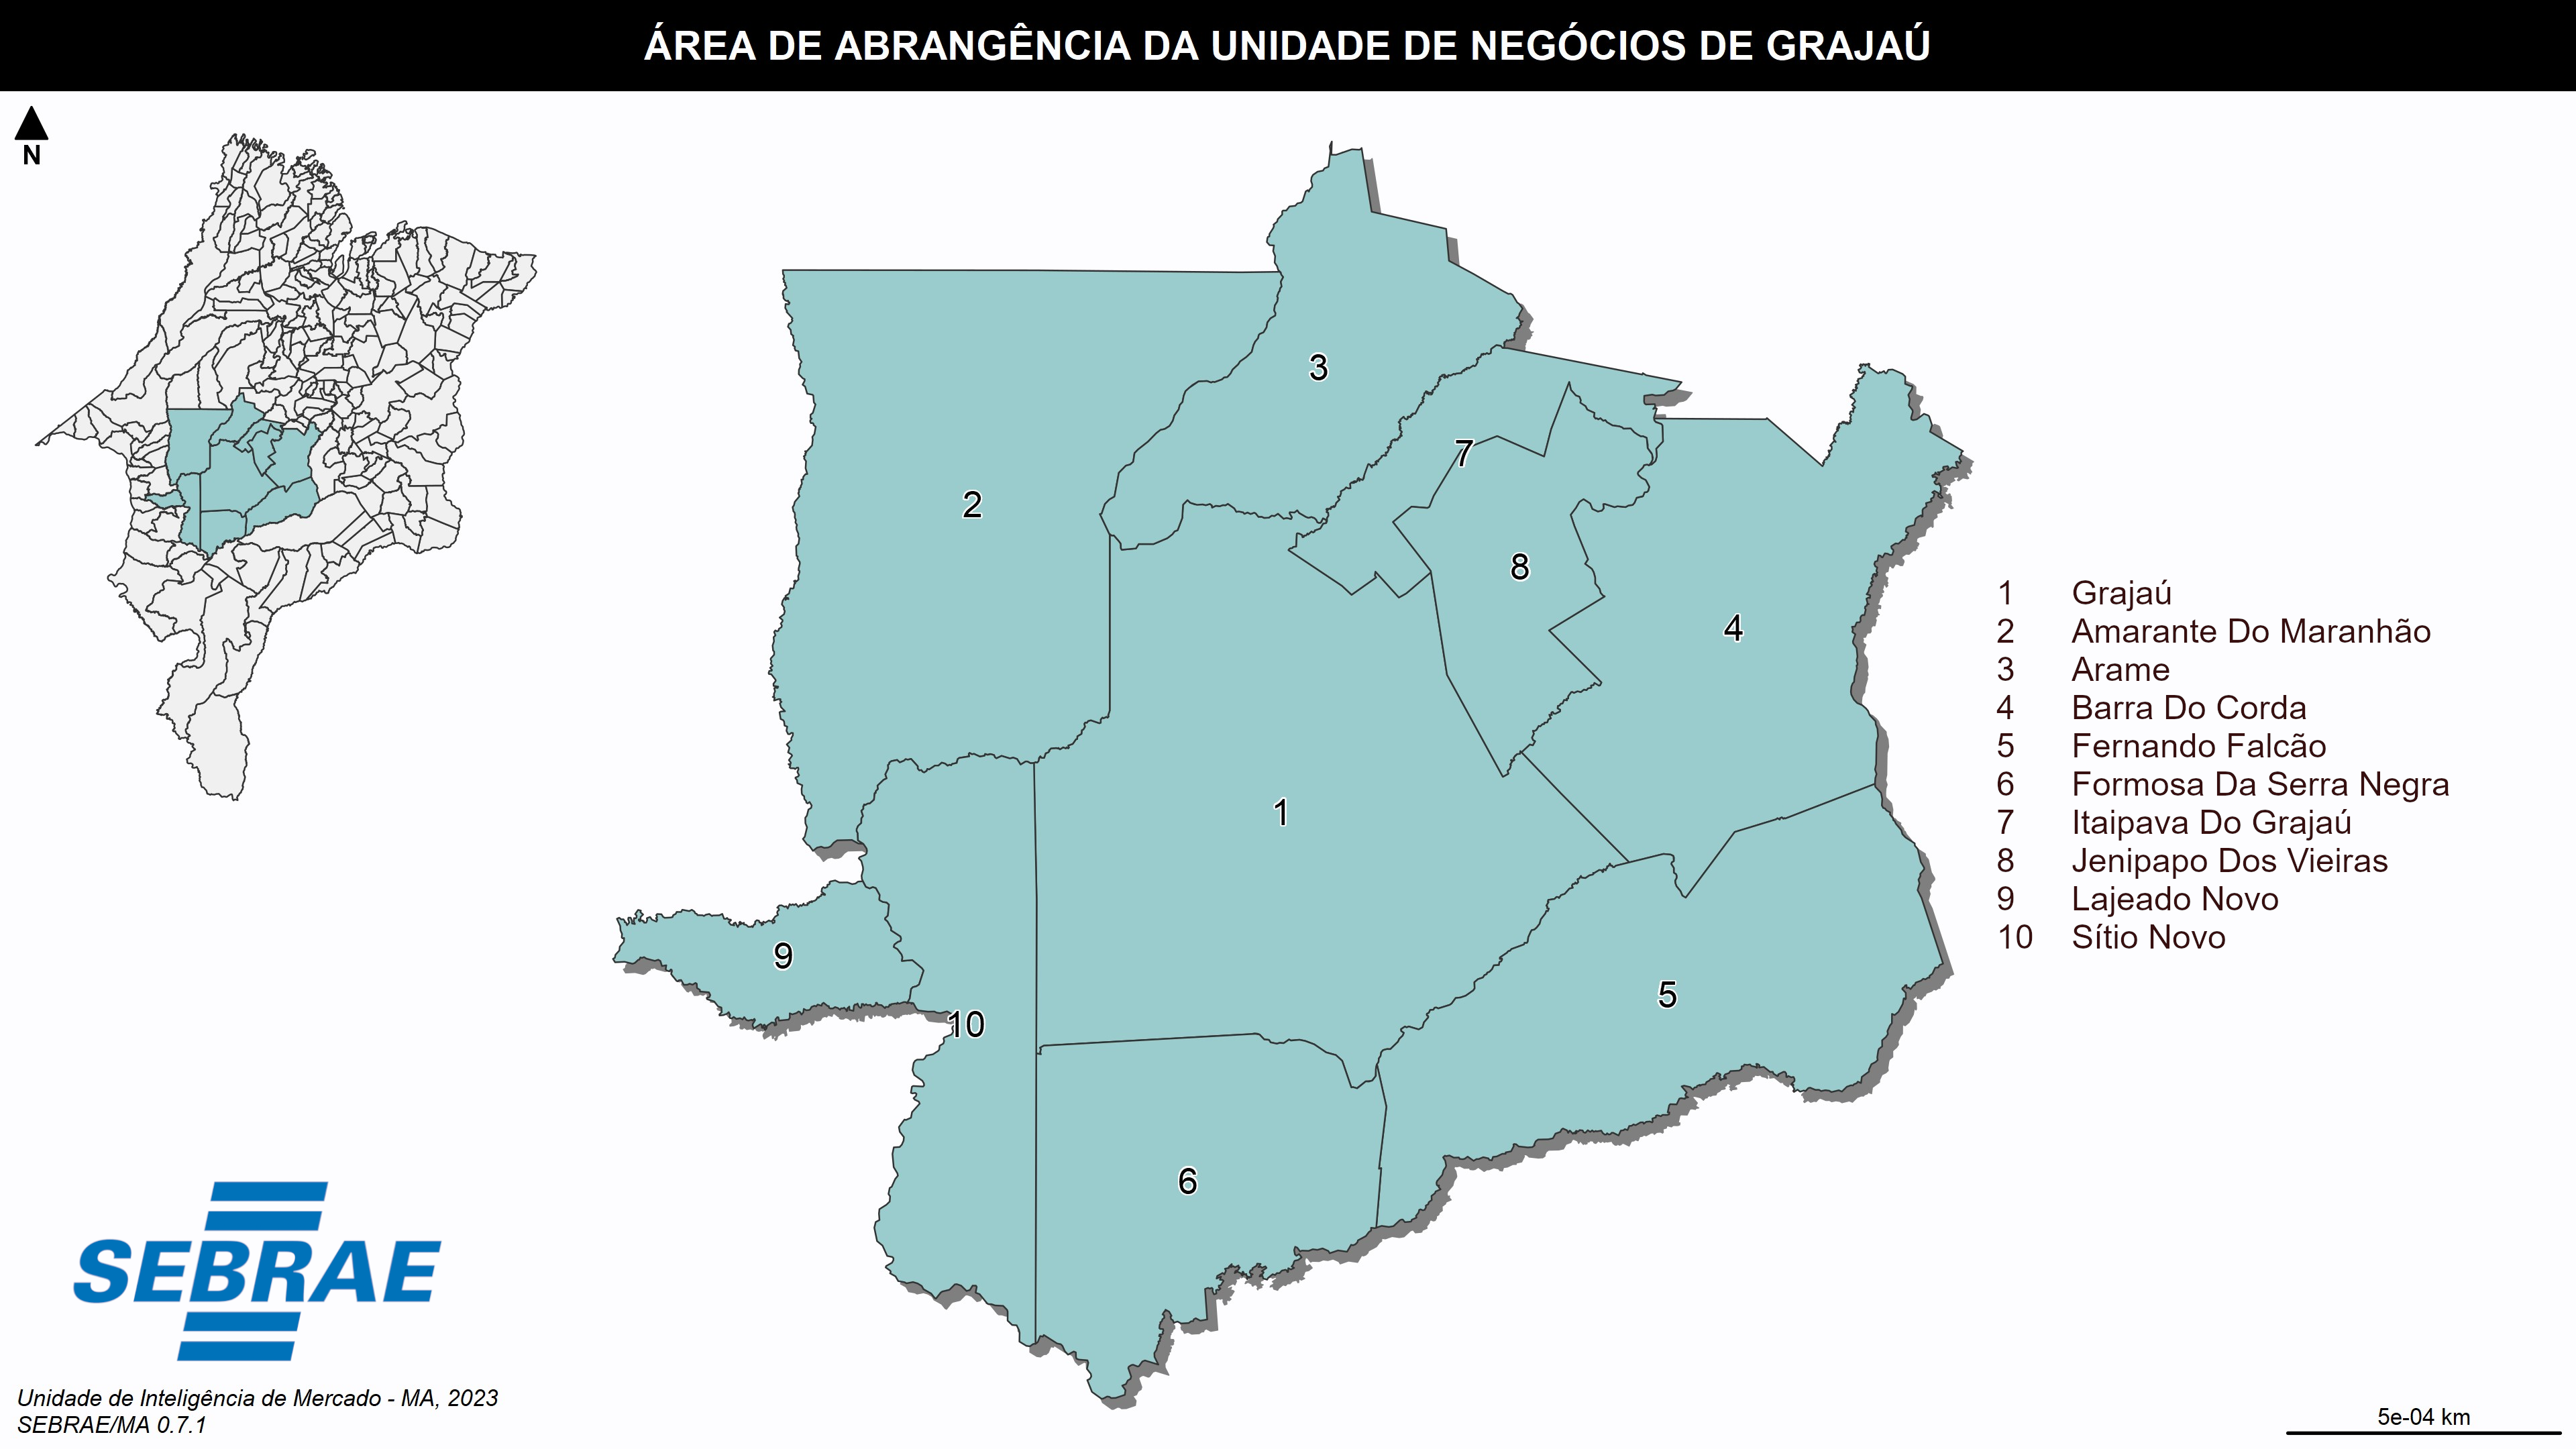 ÁREA DE ABRANGÊNCIA DA UNIDADE DE NEGÓCIOS DE GRAJAÚ
N
3
7
2
8
4
1
9
5
10
6
1 Grajaú
2 Amarante Do Maranhão
3 Arame
4 Barra Do Corda
5 Fernando Falcão
6 Formosa Da Serra Negra
7 Itaipava Do Grajaú
8 Jenipapo Dos Vieiras
9 Lajeado Novo
10 Sítio Novo
SEBRAE
Unidade de Inteligência de Mercado - MA, 2023
SEBRAE/MA 0.7.1
5e-04 km